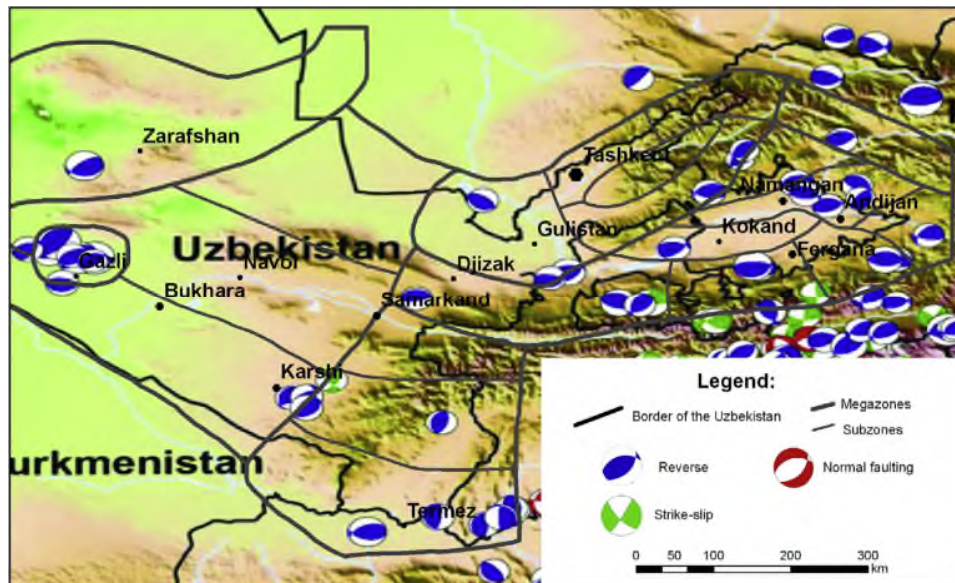 Zarafshan
Tashkent
Namangan
Andijan
Gulistan
Kokand
Uzbekistan
Fergana
Gazli
Navoi
Djizak
Bukhara
Samarkand
Karshi
urkmenistan
Termez
Legend:
Border of the Uzbekistan
Megazones
Subzones
Reverse
Normal faulting
Strike-slip
0 50 100 200 300
km